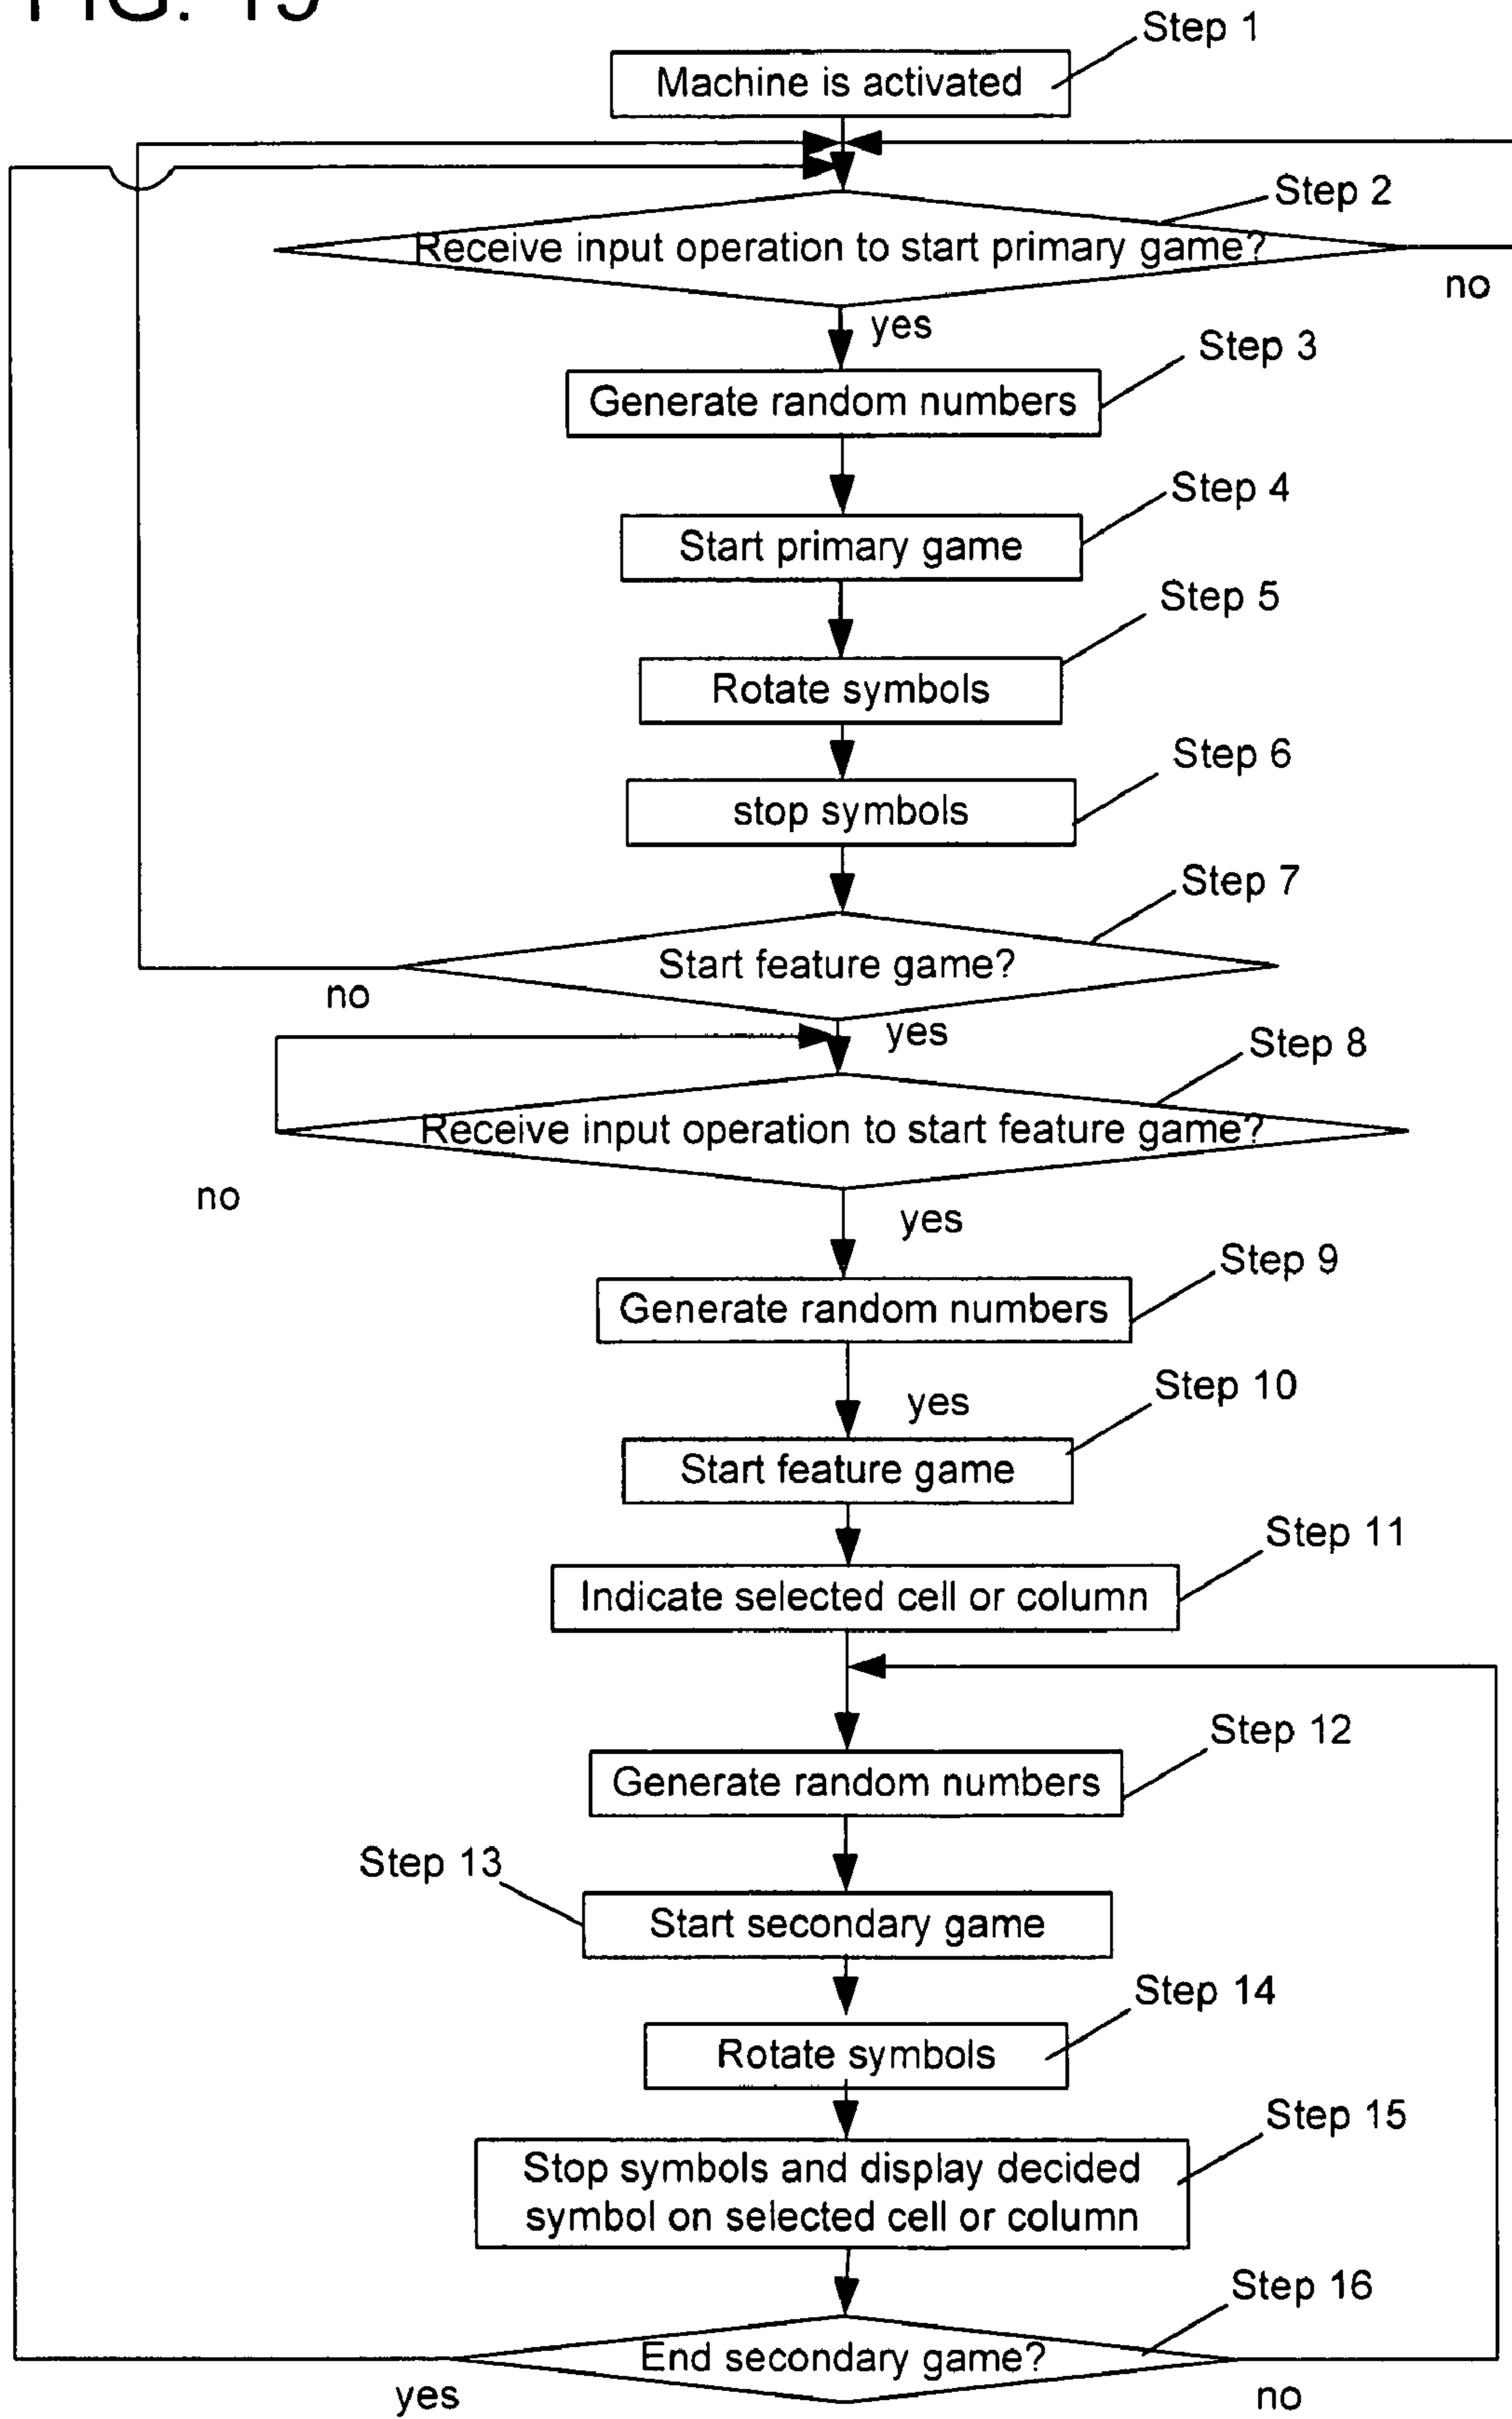 FIG. 19
Step 1
Machine is activated
Step 2
Receive input operation to start primary game?
no
yes
Step 3
Generate random numbers
Step 4
Start primary game
Step 5
Rotate symbols
Step 6
stop symbols
Step 7
Start feature game?
no
yes
Step 8
Receive input operation to start feature game?
no
yes
Step 9
Generate random numbers
yes
Step 10
Start feature game
Step 11
Indicate selected cell or column
Step 12
Generate random numbers
Step 13
Start secondary game
Step 14
Rotate symbols
Step 15
Stop symbols and display decided
symbol on selected cell or column
Step 16
End secondary game?
yes
no